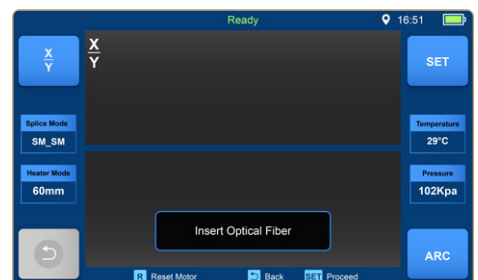 Ready
16:51
X
Y
X
Y
SET
Splice Mode
SM_SM
Temperature
29°C
Heater Mode
60mm
Pressure
102Kpa
Insert Optical Fiber
ARC
R Reset Motor
Back
SET Proceed